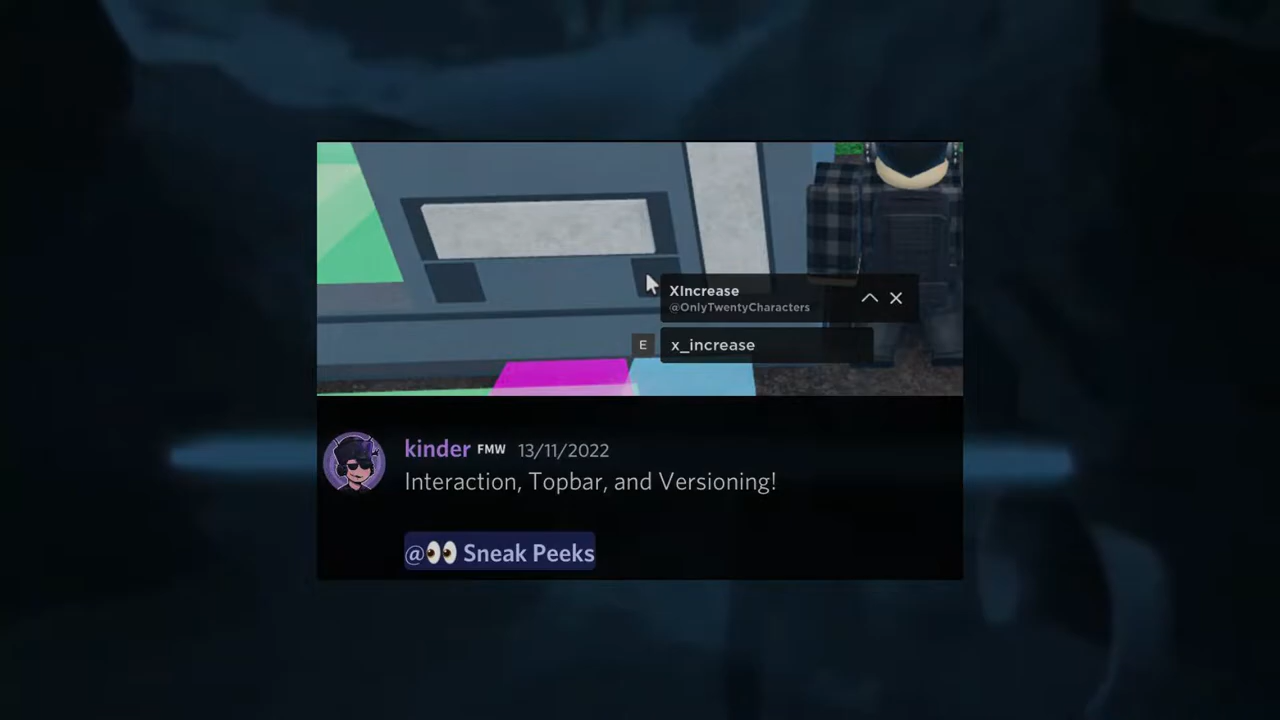 XIncrease
@OnlyTwentyCharacters
E
x_increase
kinder FMW 13/11/2022
Interaction, Topbar, and Versioning!
@👀 Sneak Peeks